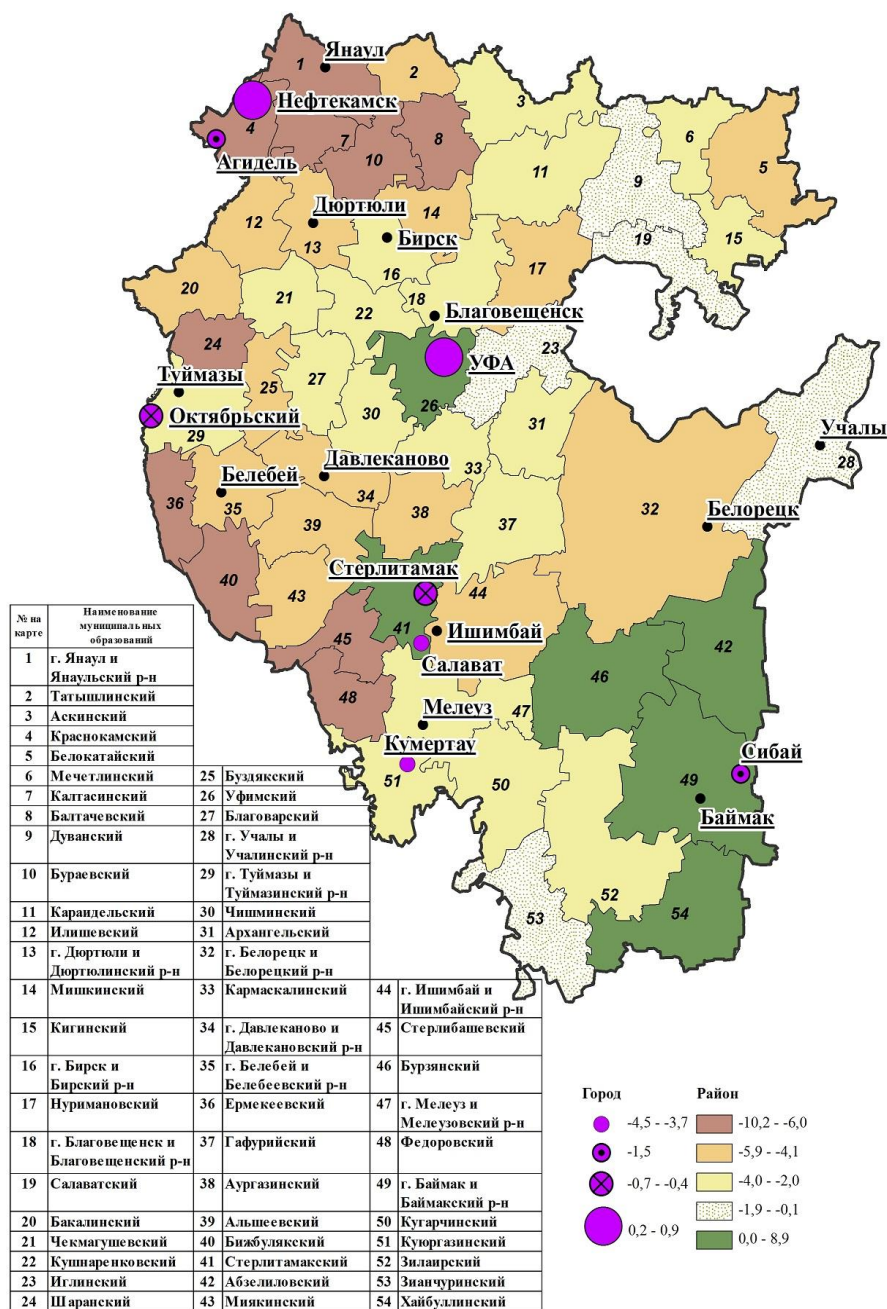 1
Янаул
2
Нефтекамск
3
4
7
8
6
5
Агидель
10
11
9
12
Дюртюли
14
13
Бирск
19
15
16
17
20
21
22
18
Благовещенск
24
23
УФА
Туймазы
25
27
26
Октябрьский
30
31
29
Учалы
33
28
Давлеканово
Белебей
34
36
35
38
32
Белорецк
39
37
40
Стерлитамак
43
44
42
41
Ишимбай
45
Салават
46
48
47
Мелеуз
Кумертау
Сибай
51
50
49
Баймак
52
53
54
№ на карте
Наименование
муниципальных
образований
1 г. Янаул и
Янаульский р-н
2 Татышлинский
3 Аскинский
4 Краснокамский
5 Белокатайский
6 Мечетлинский 25 Буздякский
7 Калтасинский 26 Уфимский
8 Балтачевский 27 Благоварский
9 Дуванский 28 г. Учалы и
Учалинский р-н
10 Бураевский 29 г. Туймазы и
Туймазинский р-н
11 Караидельский 30 Чишминский
12 Илишевский 31 Архангельский
13 г. Дюртюли и 32 г. Белорецк и
Дюртюлинский р-н Белорецкий р-н
14 Мишкинский 33 Кармаскалинский 44 г. Ишимбай и
Ишимбайский р-н
15 Кигинский 34 г. Давлеканово и 45 Стерлибашевский
Давлекановский р-н
16 г. Бирск и 35 г. Белебей и 46 Бурзянский
Бирский р-н Белебеевский р-н
17 Нуримановский 36 Ермекеевский 47 г. Мелеуз и
Мелеузовский р-н
18 г. Благовещенск и 37 Гафурийский 48 Федоровский
Благовещенский р-н
19 Салаватский 38 Аургазинский 49 г. Баймак и
Баймакский р-н
20 Бакалинский 39 Альшеевский 50 Кугарчинский
21 Чекмагушевский 40 Бижбулякский 51 Куюргазинский
22 Кушнаренковский 41 Стерлитамакский 52 Зилаирский
23 Иглинский 42 Абзелиловский 53 Зианчуринский
24 Шаранский 43 Миякинский 54 Хайбуллинский
Город Район
-4,5 - -3,7 -10,2 - -6,0
-1,5 -5,9 - -4,1
-0,7 - -0,4 -4,0 - -2,0
-1,9 - -0,1
0,2 - 0,9 0,0 - 8,9